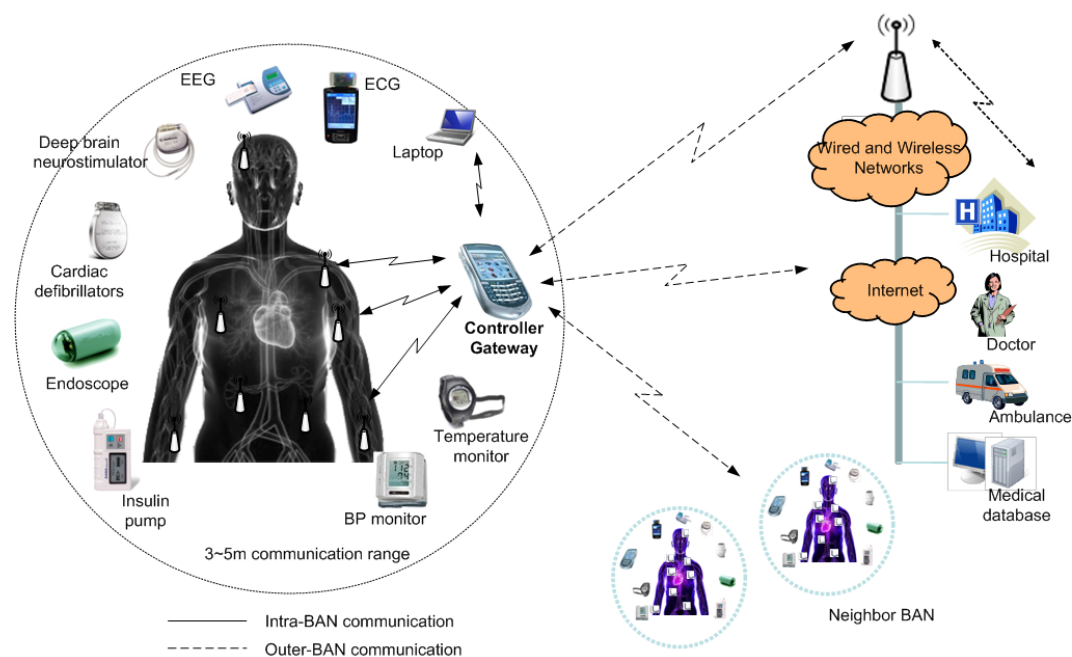 EEG
ECG
Deep brain
neurostimulator
Laptop
Cardiac
defibrillators
Controller
Gateway
Endoscope
Temperature
monitor
Insulin
pump
BP monitor
3~5m communication range
Wired and Wireless
Networks
H
Hospital
Internet
Doctor
Ambulance
Medical
database
Neighbor BAN
Intra-BAN communication
Outer-BAN communication